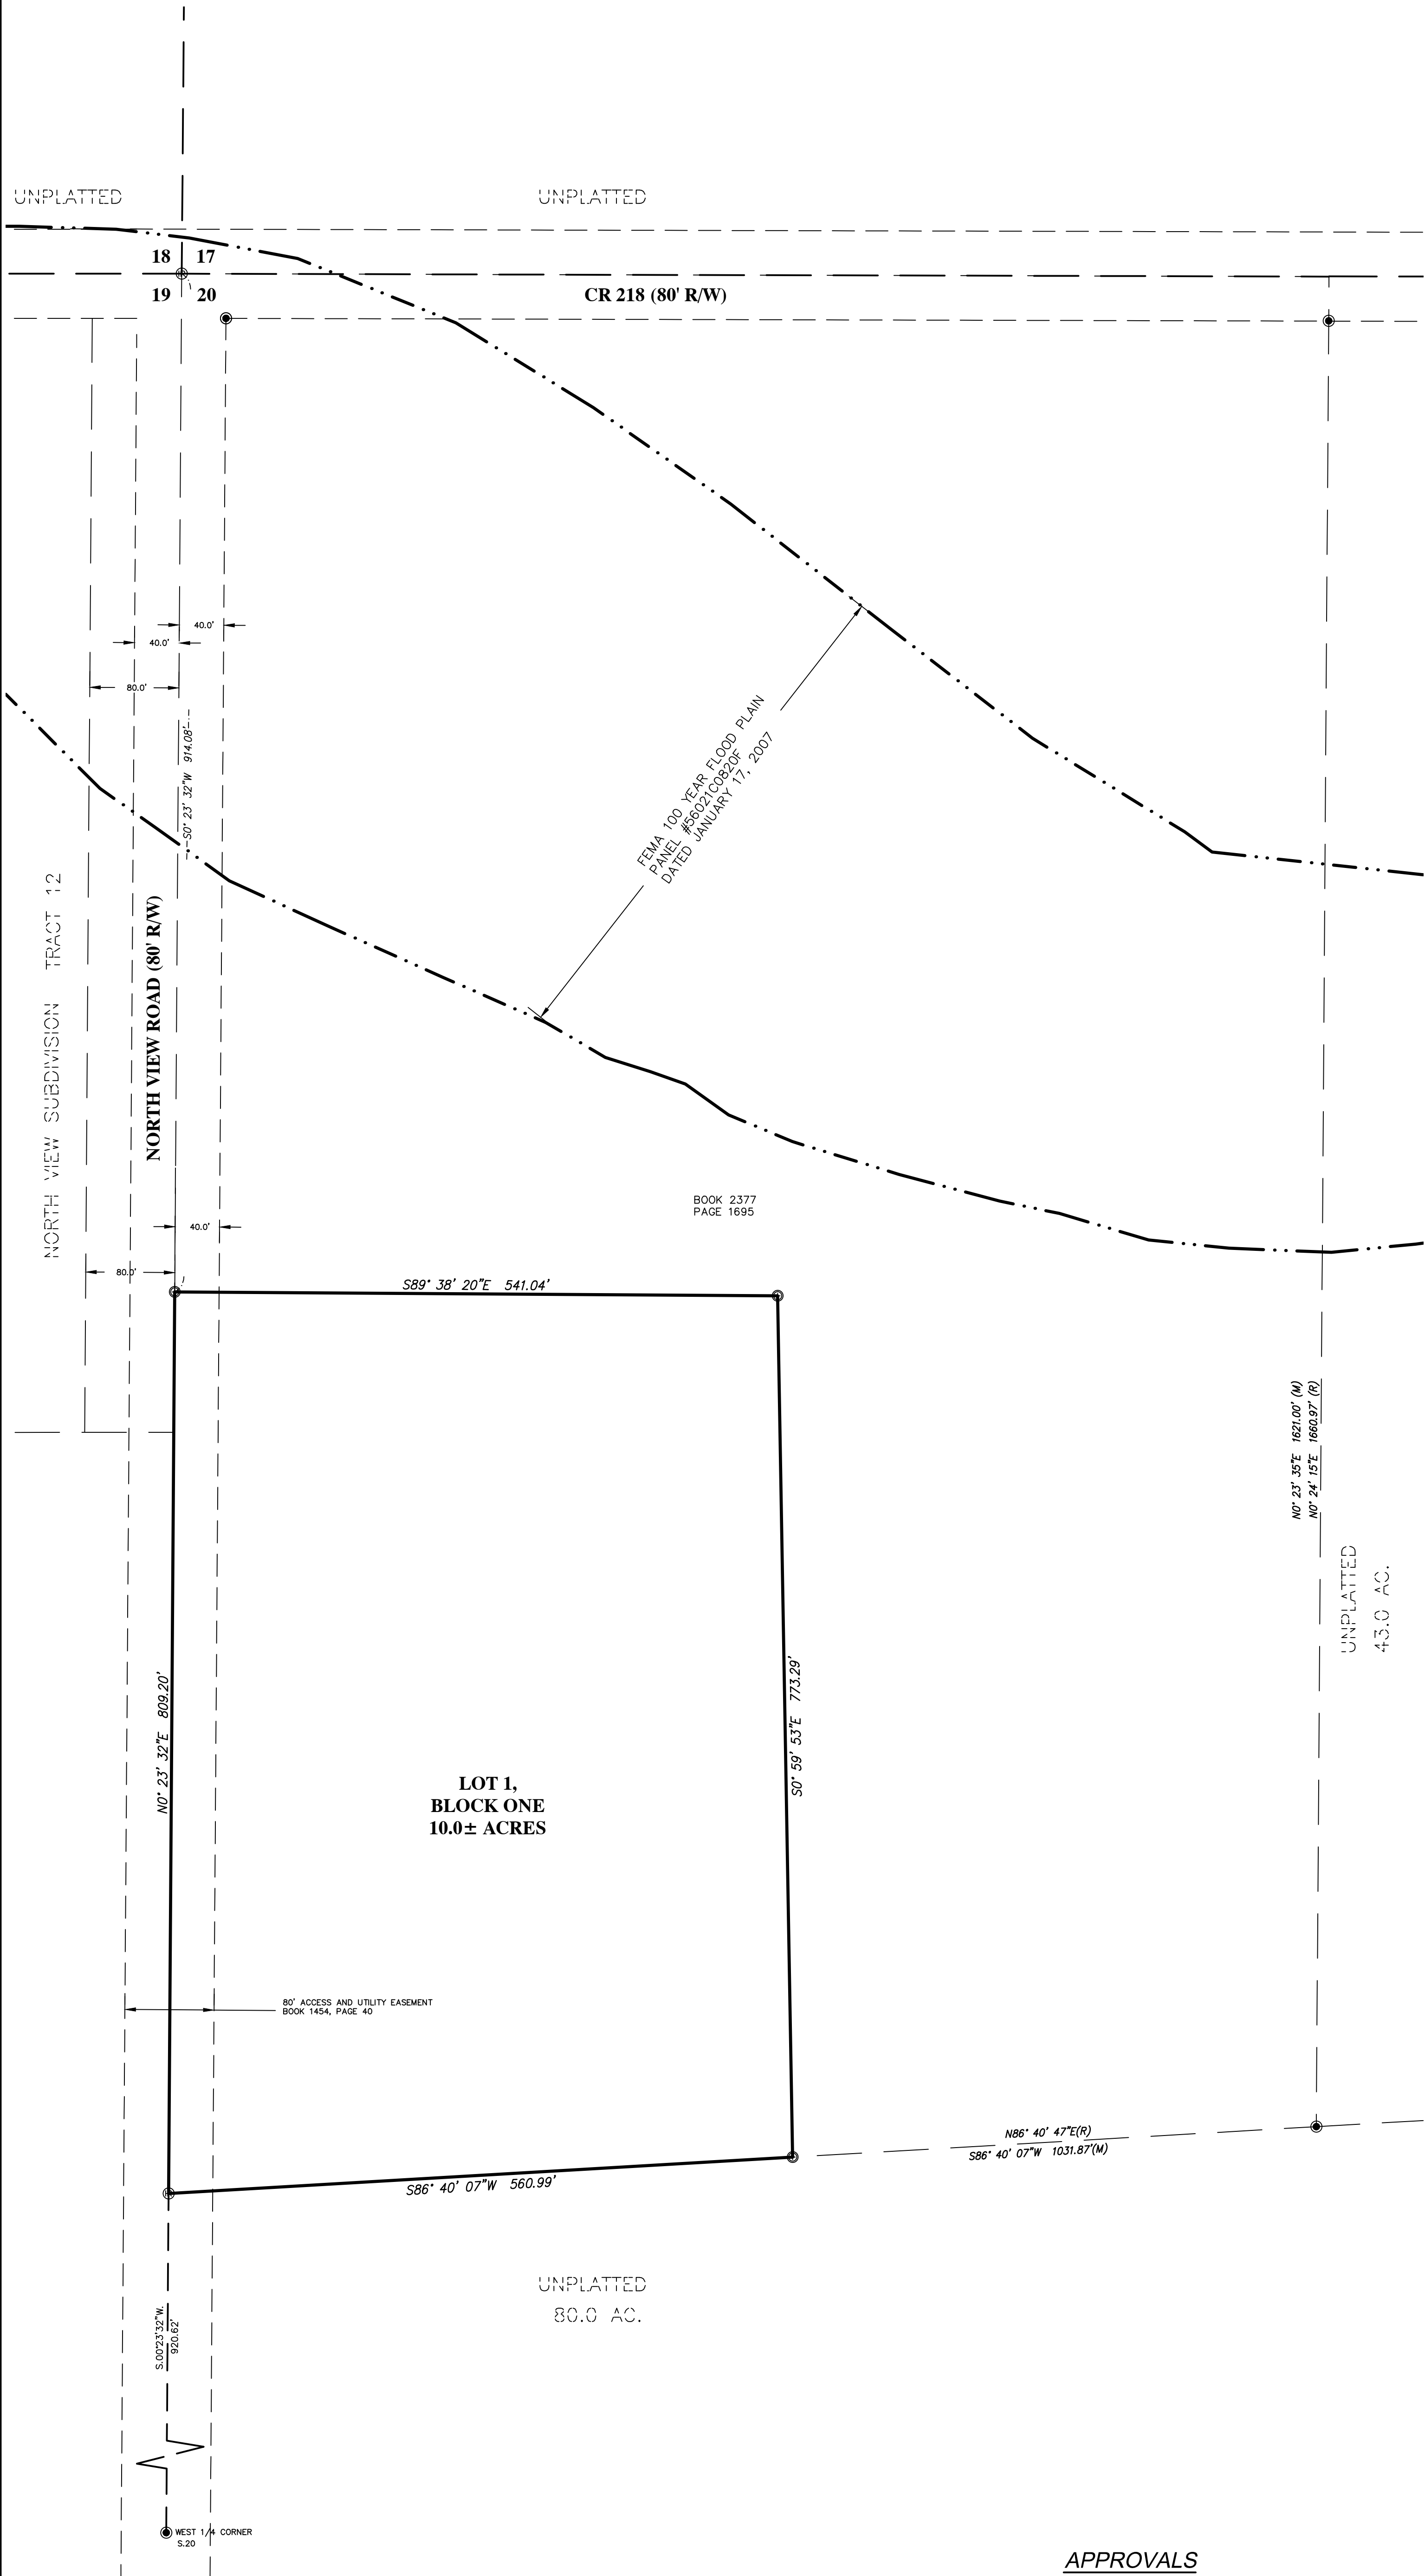 UNPLATTED
UNPLATTED
18
17
19
20
CR 218 (80' R/W)
40.0'
40.0'
80.0'
S0° 23' 32"W 914.08'
FEMA 100 YEAR FLOOD PLAIN
PANEL #56021C0820F
DATED JANUARY 17, 2007
NORTH VIEW SUBDIVISION TRACT 12
NORTH VIEW ROAD (80' R/W)
BOOK 2377
PAGE 1695
40.0'
80.0'
S89° 38' 20"E 541.04'
N0° 23' 35"E 1621.00' (M)
N0° 24' 15"E 1660.97' (R)
UNPLATTED
43.0 AC.
N0° 23' 32"E 809.20'
S0° 59' 53"E 773.29'
LOT 1,
BLOCK ONE
10.0± ACRES
80' ACCESS AND UTILITY EASEMENT
BOOK 1454, PAGE 40
N86° 40' 47"E(R)
S86° 40' 07"W 1031.87'(M)
S86° 40' 07"W 560.99'
UNPLATTED
80.0 AC.
S.00°23'32"W.
920.62'
WEST 1/4 CORNER
S.20
APPROVALS